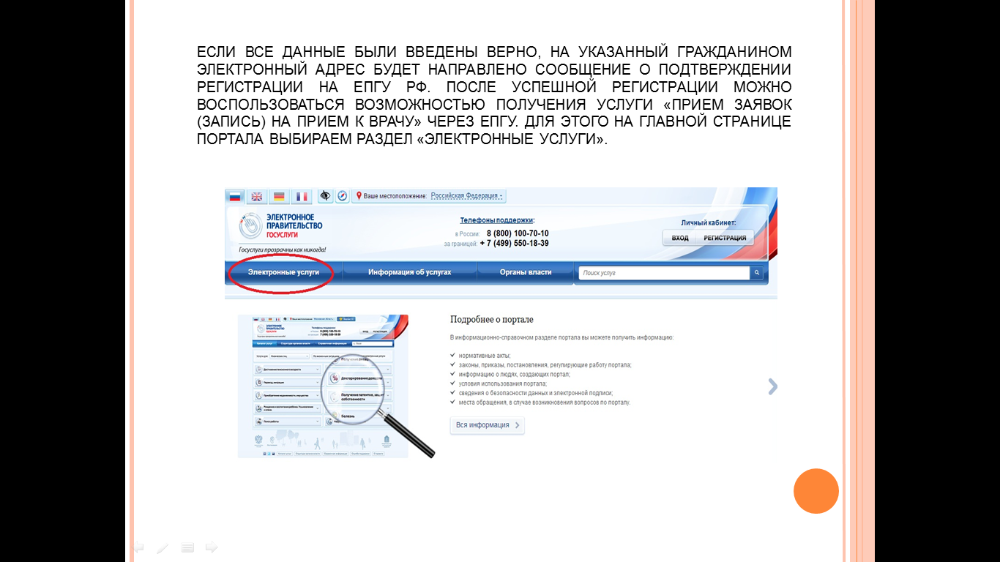 ЕСЛИ ВСЕ ДАННЫЕ БЫЛИ ВВЕДЕНЫ ВЕРНО, НА УКАЗАННЫЙ ГРАЖДАНИНОМ
ЭЛЕКТРОННЫЙ АДРЕС БУДЕТ НАПРАВЛЕНО СООБЩЕНИЕ О ПОДТВЕРЖДЕНИИ
РЕГИСТРАЦИИ НА ЕПГУ РФ. ПОСЛЕ УСПЕШНОЙ РЕГИСТРАЦИИ МОЖНО
ВОСПОЛЬЗОВАТЬСЯ ВОЗМОЖНОСТЬЮ ПОЛУЧЕНИЯ УСЛУГИ «ПРИЕМ ЗАЯВОК
(ЗАПИСЬ) НА ПРИЕМ К ВРАЧУ» ЧЕРЕЗ ЕПГУ. ДЛЯ ЭТОГО НА ГЛАВНОЙ СТРАНИЦЕ
ПОРТАЛА ВЫБИРАЕМ РАЗДЕЛ «ЭЛЕКТРОННЫЕ УСЛУГИ».
Ваше местоположение: Российская Федерация
ЭЛЕКТРОННОЕ
ПРАВИТЕЛЬСТВО
ГОСУСЛУГИ
Госуслуги прозрачны как никогда!
Телефоны поддержки:
в России: 8 (800) 100-70-10
за границей: + 7 (499) 550-18-39
Личный кабинет:
ВХОД РЕГИСТРАЦИЯ
Электронные услуги Информация об услугах Органы власти Поиск услуг
Декларирование
Получение патентов,
собственности
Болезнь
Подробнее о портале
В информационно-справочном разделе портала вы можете получить информацию:
нормативные акты;
законы, приказы, постановления, регулирующие работу портала;
информацию о людях, создающих портал;
условия использования портала;
сведения о безопасности данных и электронной подписи;
места обращения, в случае возникновения вопросов по порталу.
Вся информация